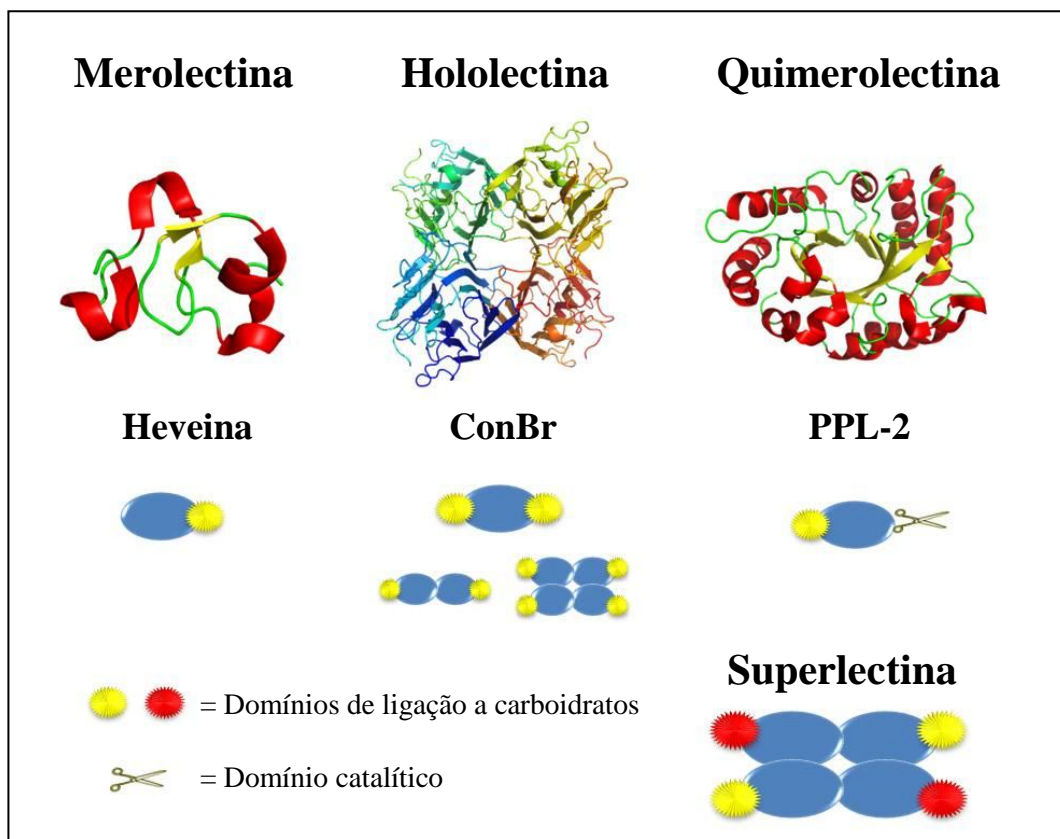 Merolectina
Hololectina
Quimerolectina
Heveina
ConBr
PPL-2
Superlectina
= Domínios de ligação a carboidratos
= Domínio catalítico